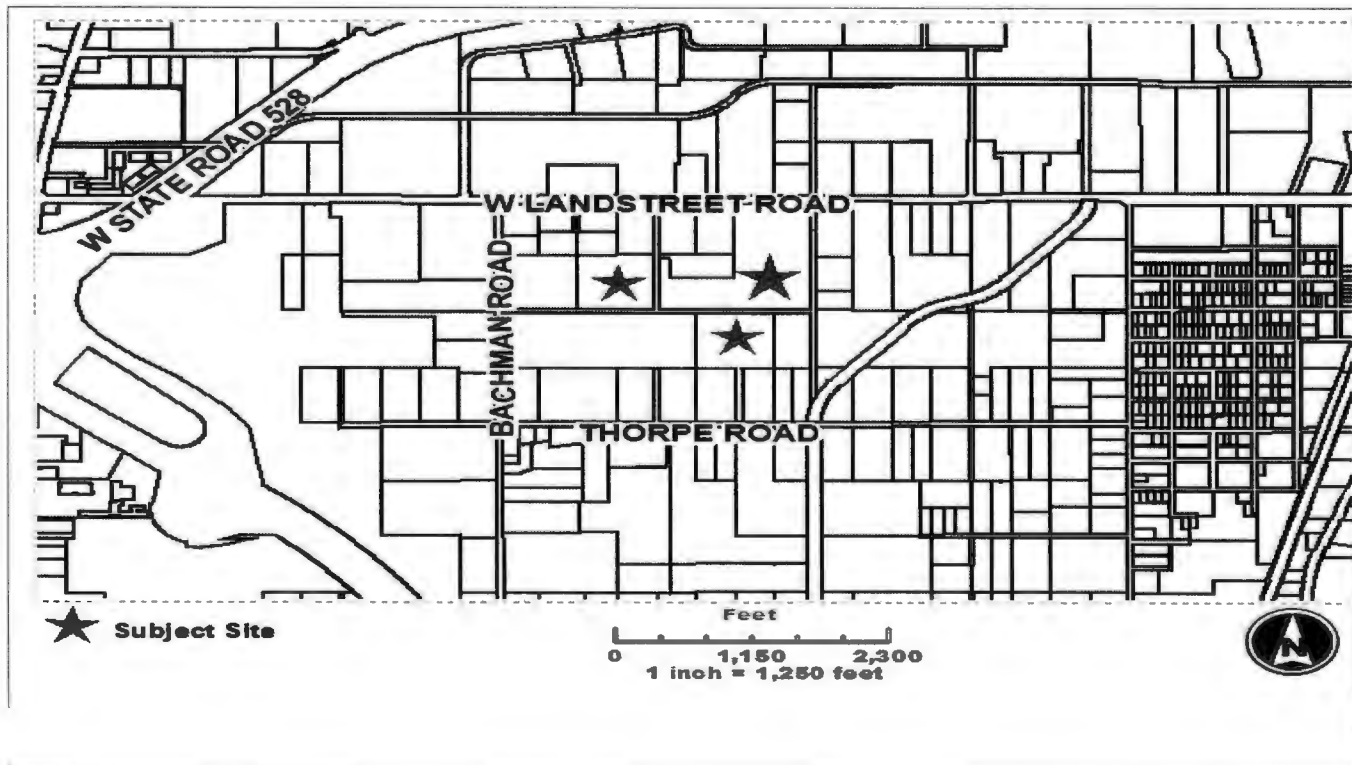 W STATE ROAD 528
W LANDSTREET ROAD
BACHMAN ROAD
THORPE ROAD
Subject Site
Feet
0 1,150 2,300
1 inch = 1,250 feet
N